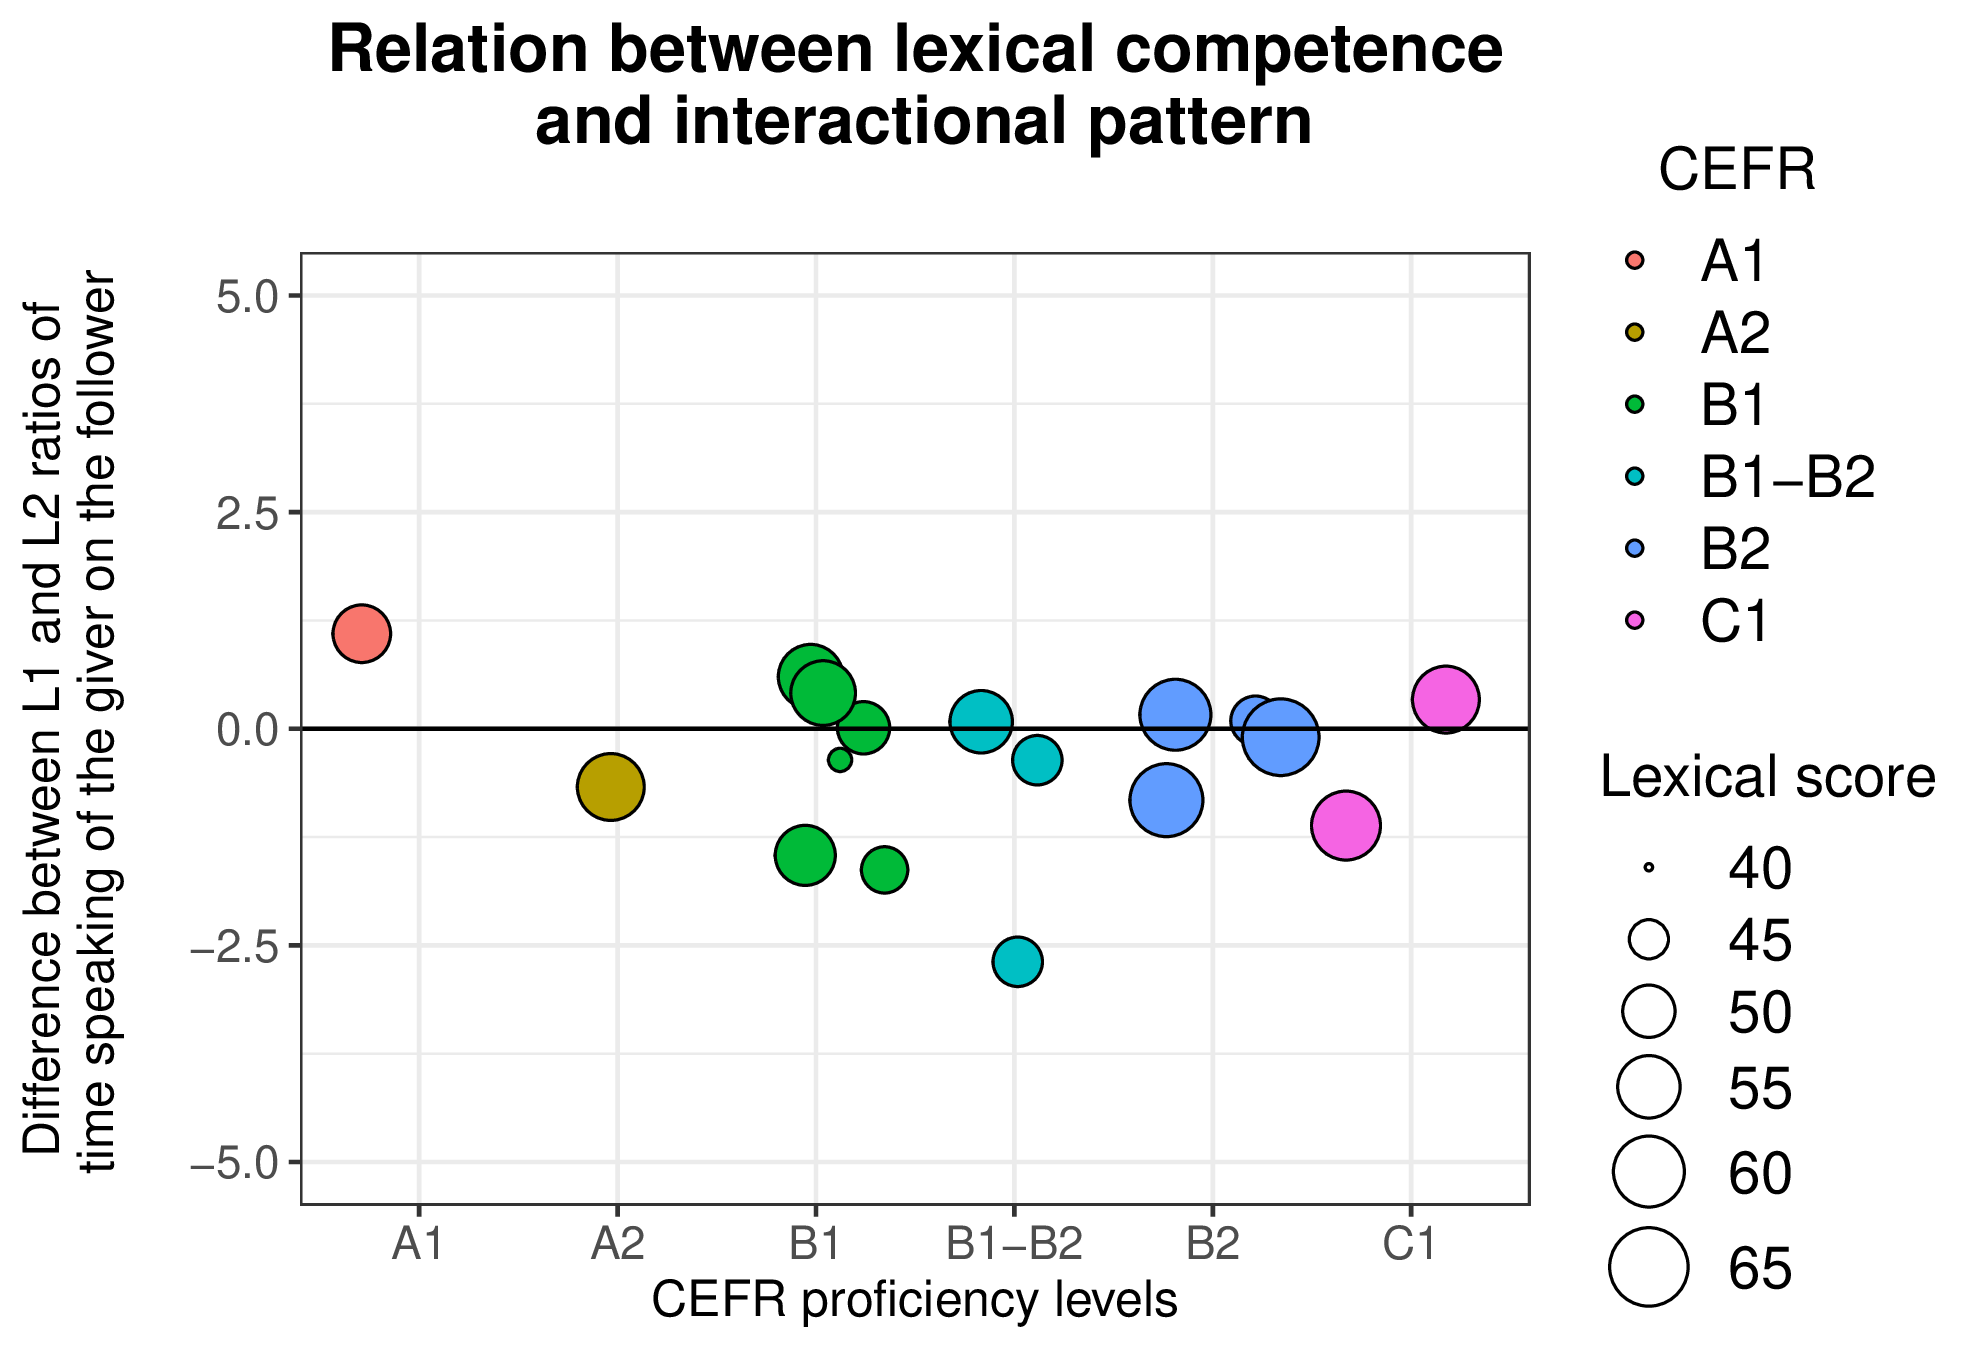 Relation between lexical competence
and interactional pattern
Difference between L1 and L2 ratios of
time speaking of the giver on the follower
5.0
2.5
0.0
−2.5
−5.0
A1
A2
B1
B1−B2
B2
C1
CEFR proficiency levels
CEFR
A1
A2
B1
B1−B2
B2
C1
Lexical score
40
45
50
55
60
65